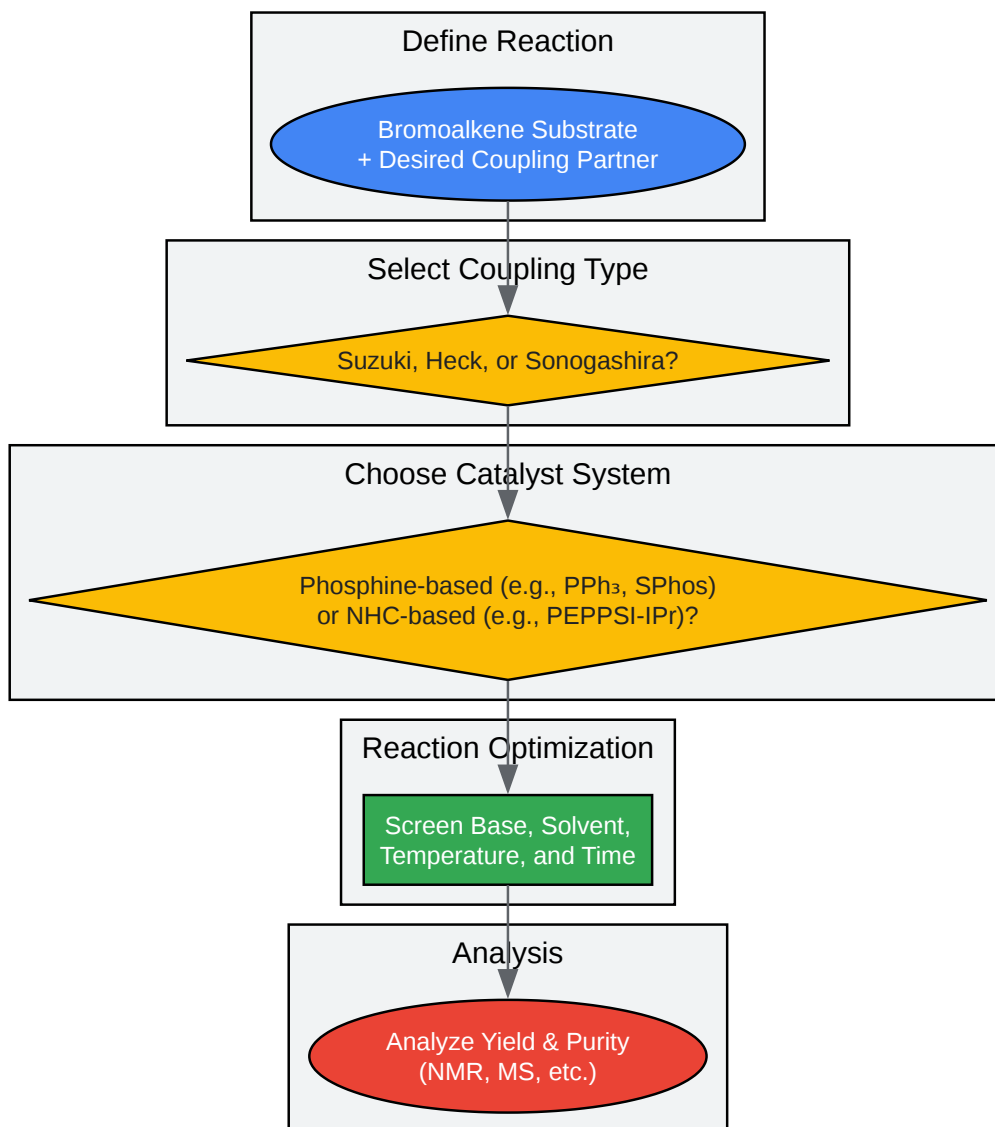 Define Reaction
Bromoalkene Substrate
+ Desired Coupling Partner
Select Coupling Type
Suzuki, Heck, or Sonogashira?
Choose Catalyst System
Phosphine-based (e.g., PPh₃, SPhos)
or NHC-based (e.g., PEPPSI-IPr)?
Reaction Optimization
Screen Base, Solvent,
Temperature, and Time
Analysis
Analyze Yield & Purity
(NMR, MS, etc.)